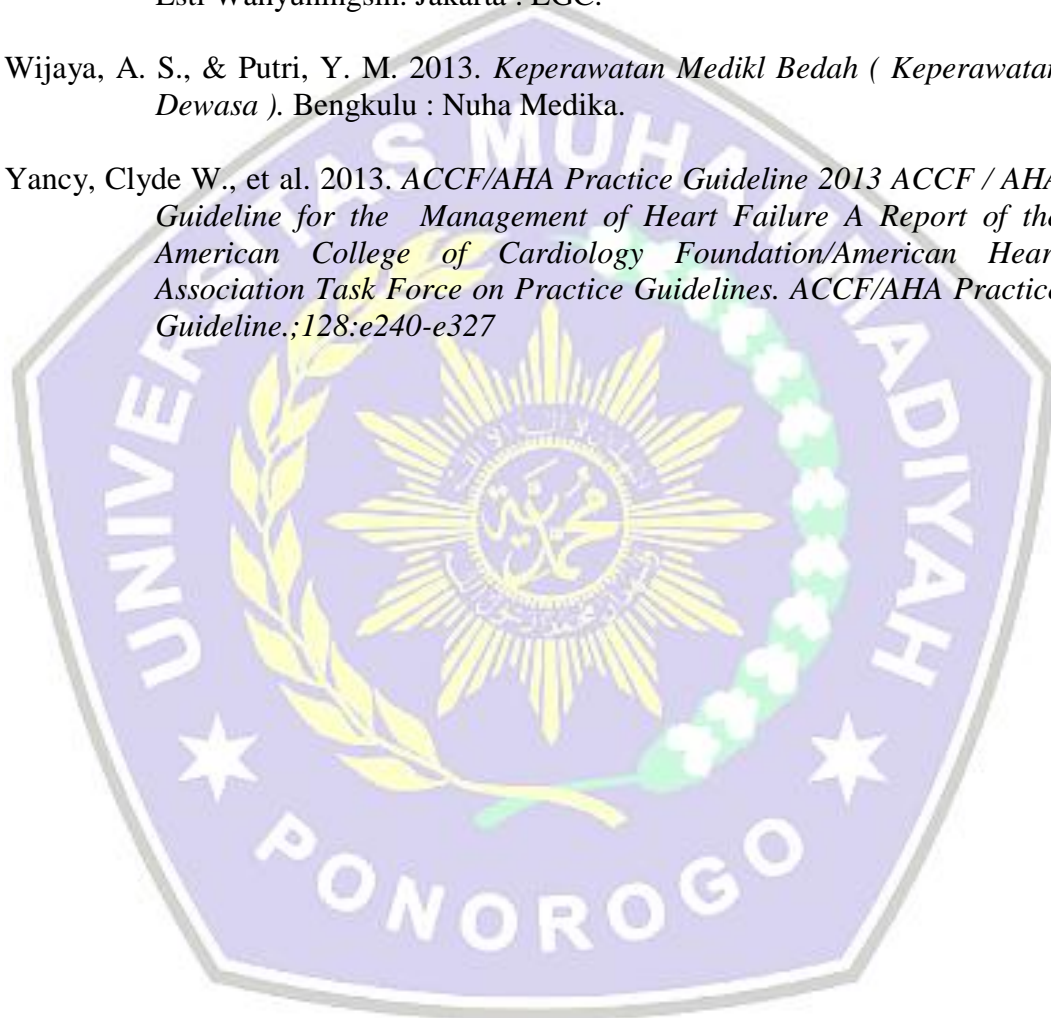 Esti Wahyuningsih. Jakarta : EGC.
Wijaya, A. S., & Putri, Y. M. 2013. Keperawatan Medikl Bedah ( Keperawatan
Dewasa ). Bengkulu : Nuha Medika.
Yancy, Clyde W., et al. 2013. ACCF/AHA Practice Guideline 2013 ACCF / AHA
Guideline for the Management of Heart Failure A Report of the
American College of Cardiology Foundation/American Heart
Association Task Force on Practice Guidelines. ACCF/AHA Practice
Guideline.;128:e240-e327
UNIVERSITAS MUHAMMADIYAH
PONOROGO